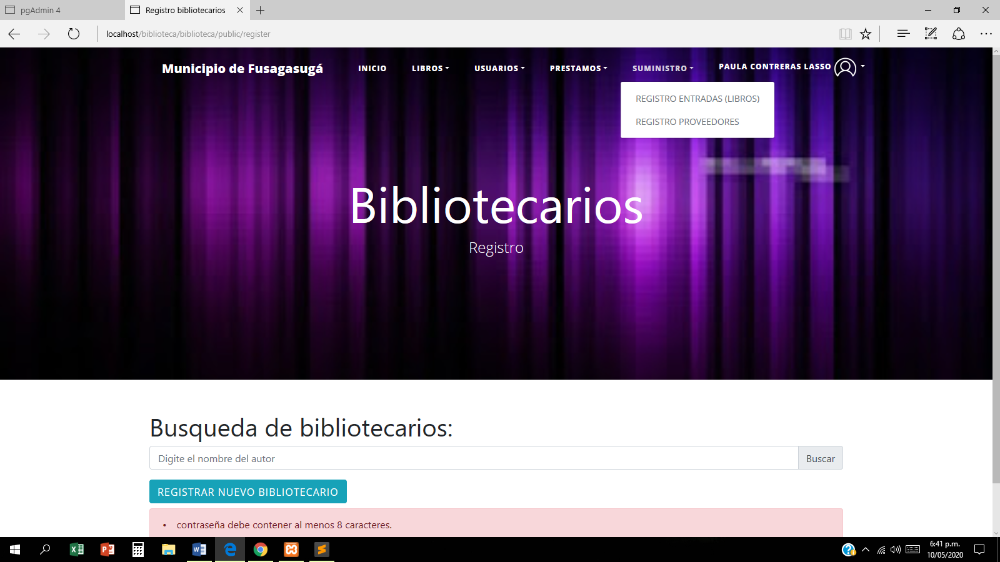 pgAdmin 4
Registro bibliotecarios
localhost/biblioteca/biblioteca/public/register
Municipio de Fusagasugá
INICIO
LIBROS
USUARIOS
PRESTAMOS
SUMINISTRO
PAULA CONTRERAS LASSO
REGISTRO ENTRADAS (LIBROS)
REGISTRO PROVEEDORES
Bibliotecarios
Registro
Busqueda de bibliotecarios:
Digite el nombre del autor
Buscar
REGISTRAR NUEVO BIBLIOTECARIO
• contraseña debe contener al menos 8 caracteres.
6:41 p.m.
10/05/2020